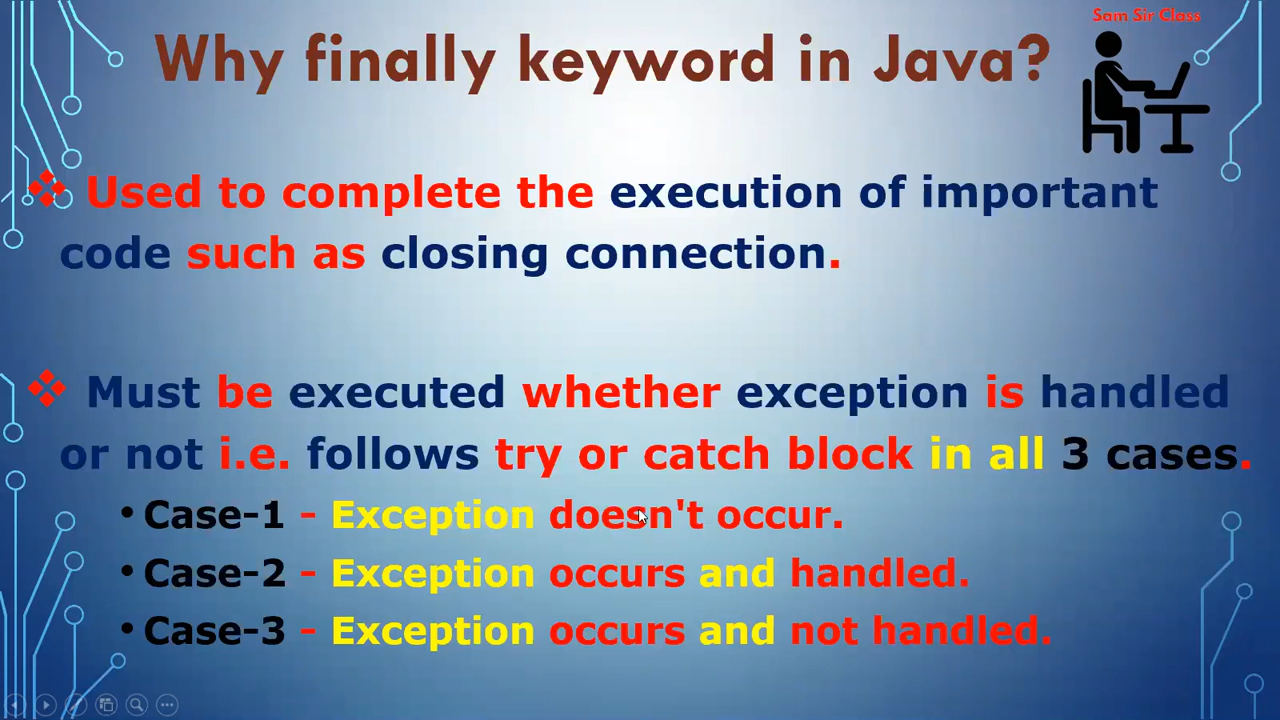 Sam Sir Class
Why finally keyword in Java?
❖ Used to complete the execution of important
code such as closing connection.
❖ Must be executed whether exception is handled
or not i.e. follows try or catch block in all 3 cases.
• Case-1 - Exception doesn't occur.
• Case-2 - Exception occurs and handled.
• Case-3 - Exception occurs and not handled.